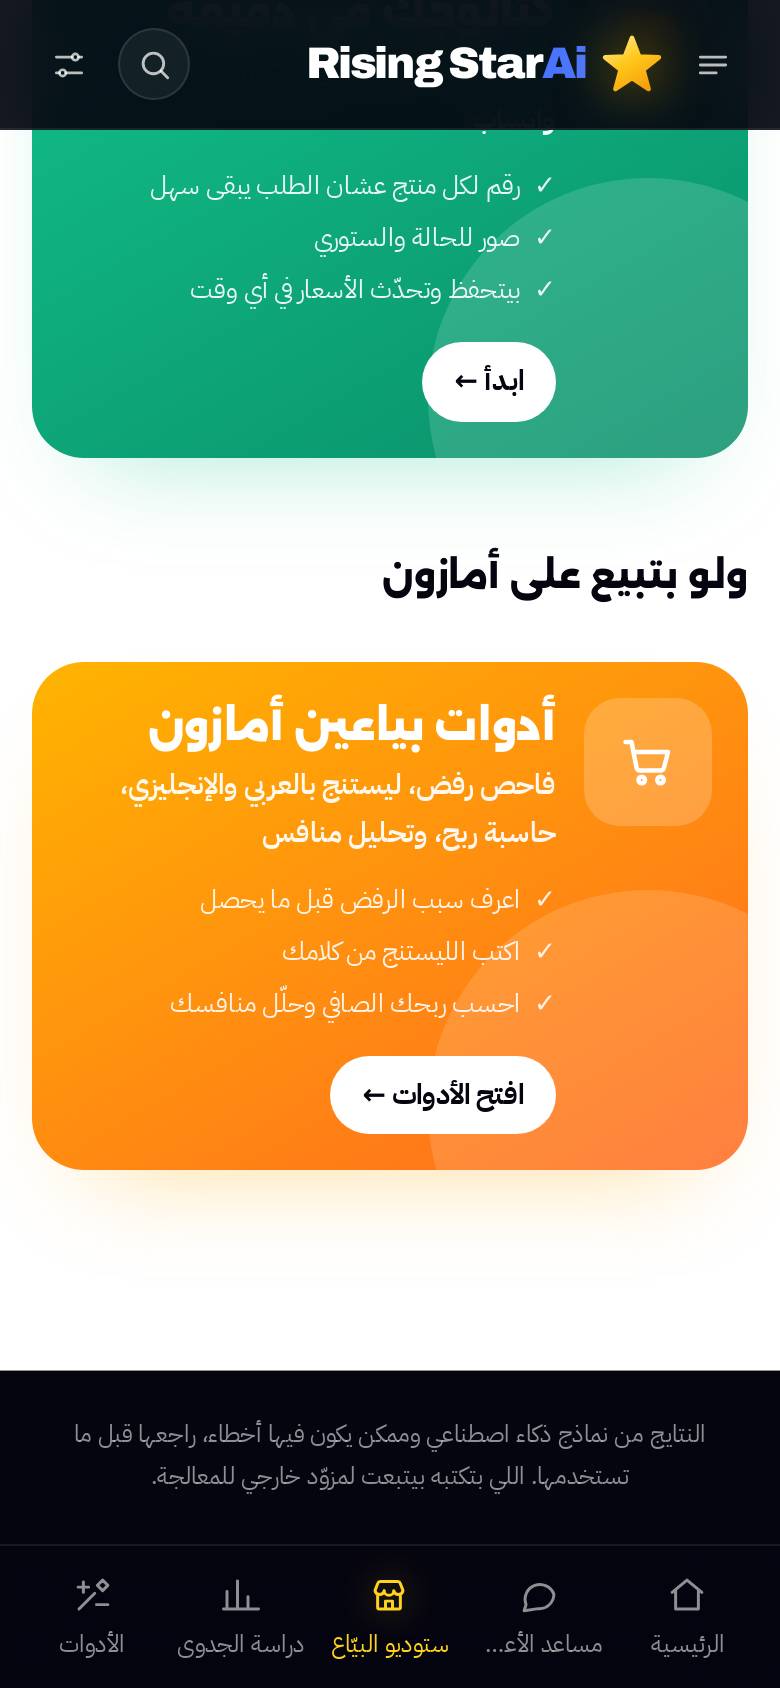 Rising StarAi
واتساب
✓ رقم لكل منتج عشان الطلب يبقى سهل
✓ صور للحالة والستوري
✓ بيتحفظ وتحدّث الأسعار في أي وقت
ابدأ ←
ولو بتبيع على أمازون
أدوات بياعين أمازون
فاحص رفض، ليستنج بالعربي والإنجليزي،
حاسبة ربح، وتحليل منافس
✓ اعرف سبب الرفض قبل ما يحصل
✓ اكتب الليستنج من كلامك
✓ احسب ربحك الصافي وحلّل منافسك
افتح الأدوات ←
النتايج من نماذج ذكاء اصطناعي وممكن يكون فيها أخطاء، راجعها قبل ما
تستخدمها. اللي بتكتبه بيتبعت لمزوّد خارجي للمعالجة.
الرئيسية
مساعد الأع...
ستوديو البيّاع
دراسة الجدوى
الأدوات